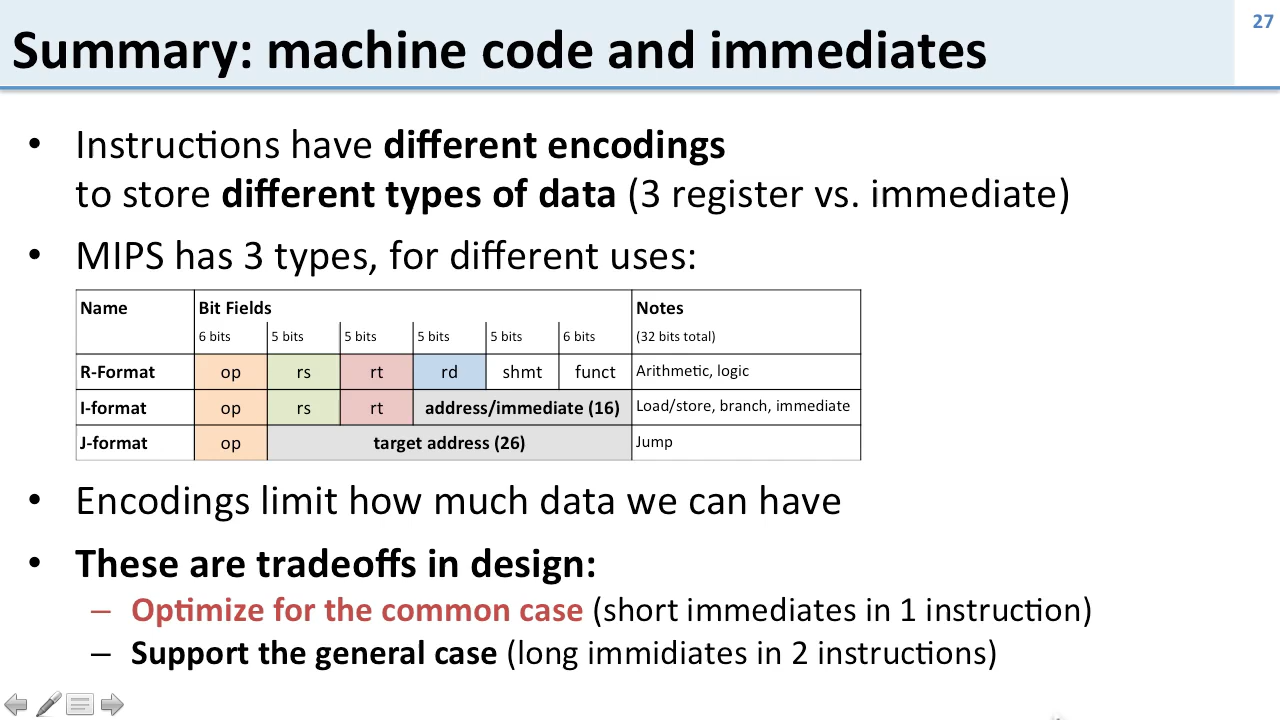 27
Summary: machine code and immediates
• Instructions have different encodings
to store different types of data (3 register vs. immediate)
• MIPS has 3 types, for different uses:
Name Bit Fields Notes
6 bits 5 bits 5 bits 5 bits 5 bits 6 bits (32 bits total)
R-Format op rs rt rd shmt funct Arithmetic, logic
I-format op rs rt address/immediate (16) Load/store, branch, immediate
J-format op target address (26) Jump
• Encodings limit how much data we can have
• These are tradeoffs in design:
– Optimize for the common case (short immediates in 1 instruction)
– Support the general case (long immidiates in 2 instructions)